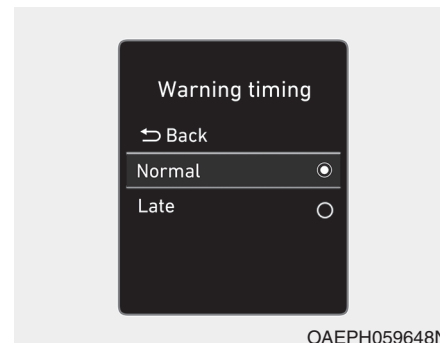 Warning timing
Back
Normal
Late
OAEPH059648N